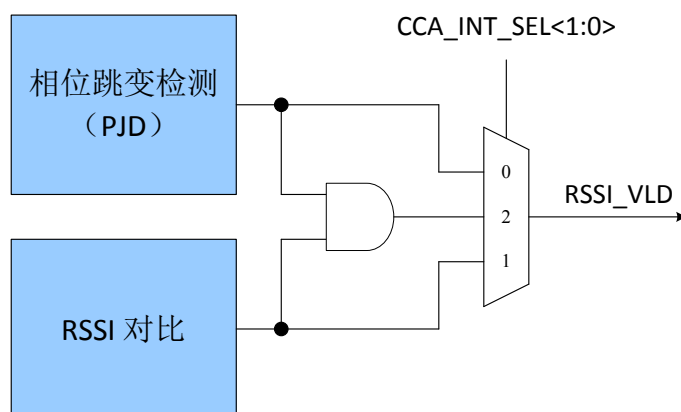 CCA_INT_SEL<1:0>
相位跳变检测
（PJD）
0
RSSI_VLD
2
1
RSSI 对比